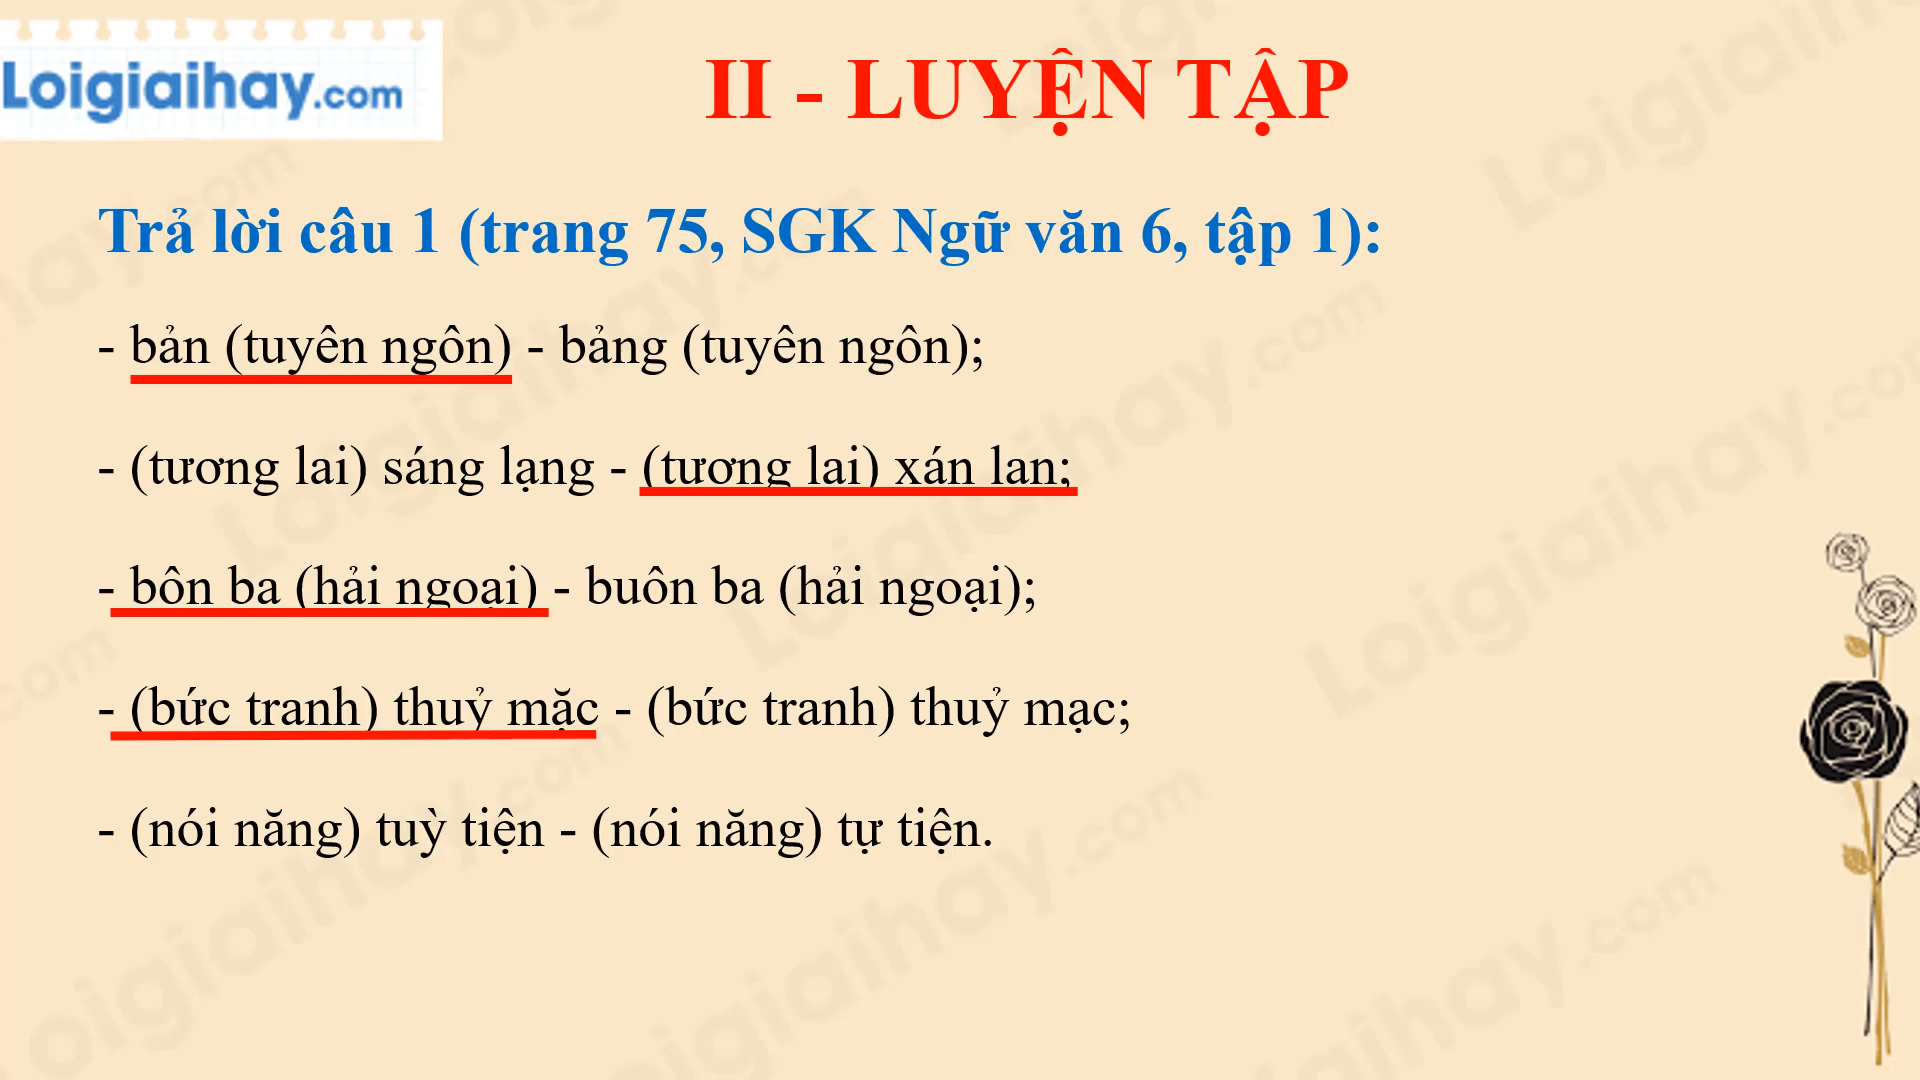 Loigiaihay.com
II - LUYỆN TẬP
Trả lời câu 1 (trang 75, SGK Ngữ văn 6, tập 1):
- bản (tuyên ngôn) - bảng (tuyên ngôn);
- (tương lai) sáng lạng - (tương lai) xán lan;
- bôn ba (hải ngoại) - buôn ba (hải ngoại);
- (bức tranh) thuỷ mặc - (bức tranh) thuỷ mạc;
- (nói năng) tuỳ tiện - (nói năng) tự tiện.